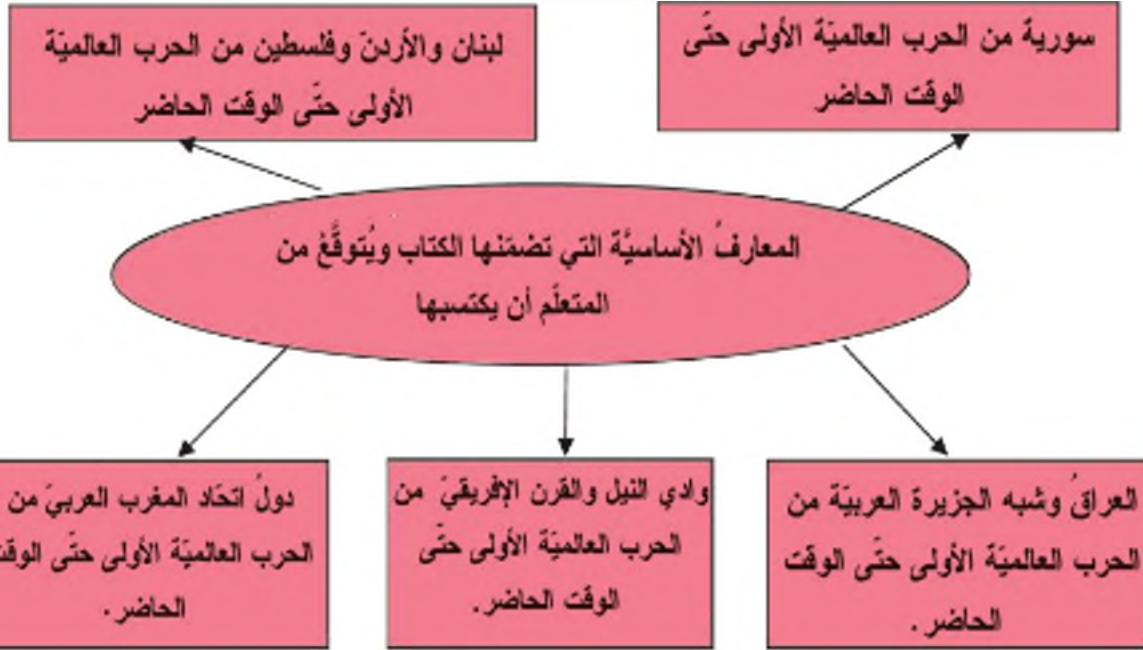 سورية من الحرب العالميّة الأولى حتّى
الوقت الحاضر
لبنان والأردنّ وفلسطين من الحرب العالميّة
الأولى حتّى الوقت الحاضر
المعارفُ الأساسيَّة التي تضمّنها الكتاب ويُتوقَّعُ من
المتعلّم أن يكتسبها
العراقُ وشبه الجزيرة العربيّة من
الحرب العالميّة الأولى حتّى الوقت
الحاضر.
وادي النيل والقرن الإفريقيّ من
الحرب العالميّة الأولى حتّى
الوقت الحاضر.
دولُ اتحّاد المغرب العربيّ من
الحرب العالميّة الأولى حتّى الوقت
الحاضر.